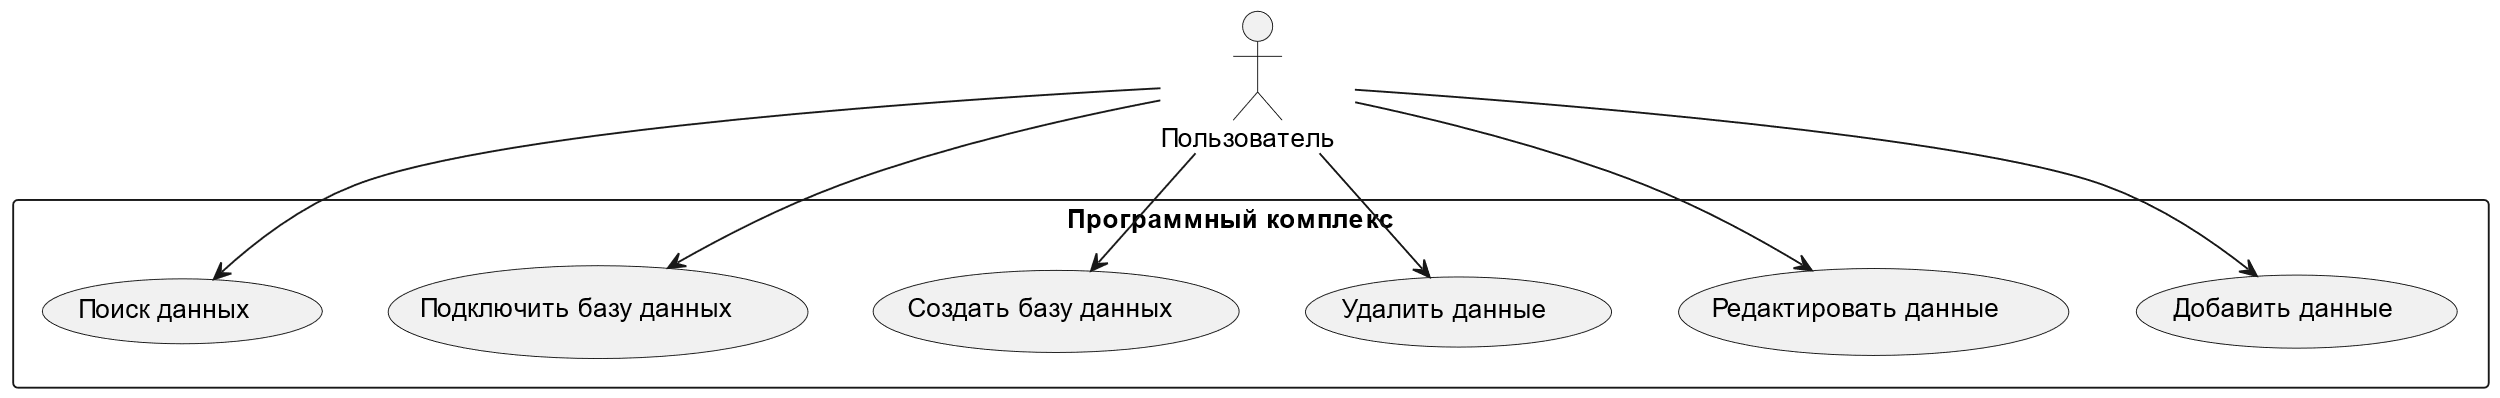 Пользователь
Программный комплекс
Поиск данных
Подключить базу данных
Создать базу данных
Удалить данные
Редактировать данные
Добавить данные